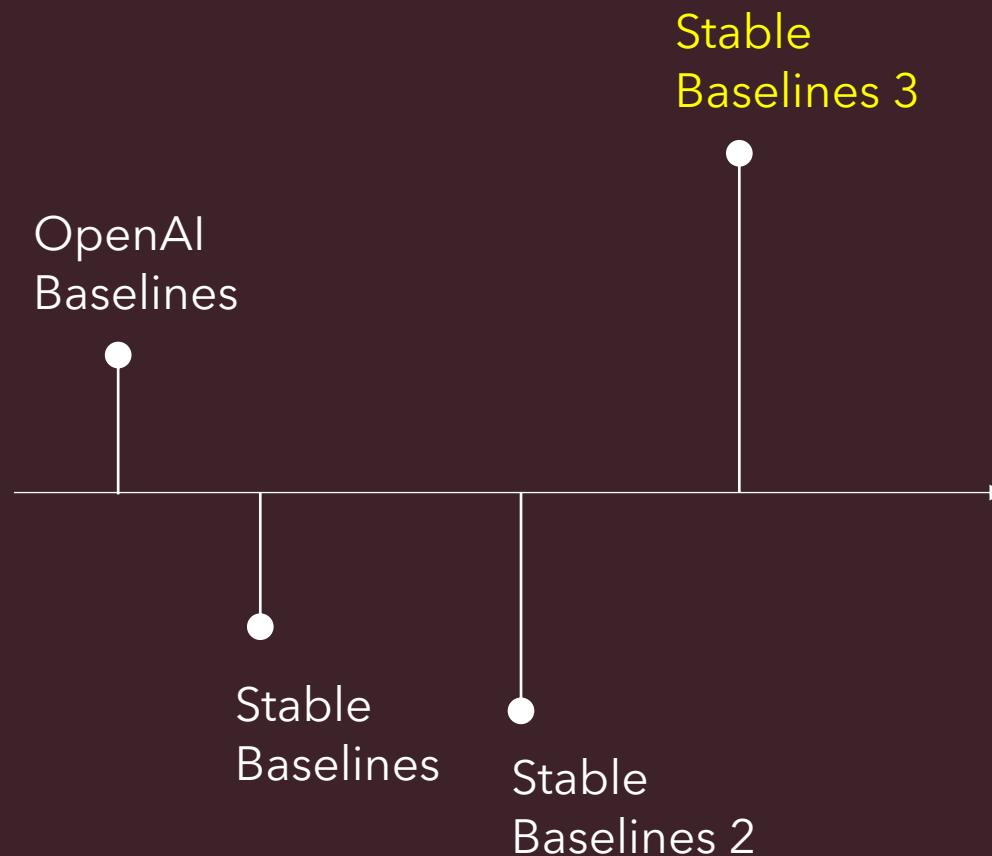 OpenAI
Baselines
Stable
Baselines
Stable
Baselines 2
Stable
Baselines 3